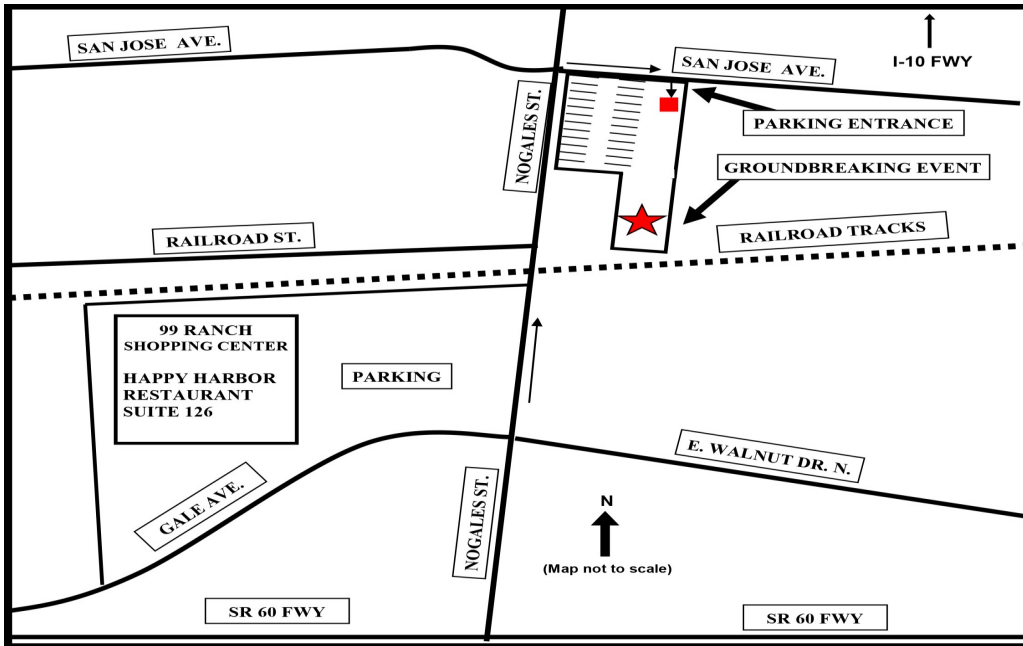 SAN JOSE AVE.
I-10 FWY
SAN JOSE AVE.
NOGALES ST.
PARKING ENTRANCE
GROUNDBREAKING EVENT
RAILROAD ST.
RAILROAD TRACKS
99 RANCH
SHOPPING CENTER
HAPPY HARBOR
RESTAURANT
SUITE 126
PARKING
E. WALNUT DR. N.
GALE AVE.
NOGALES ST.
N
(Map not to scale)
SR 60 FWY
SR 60 FWY